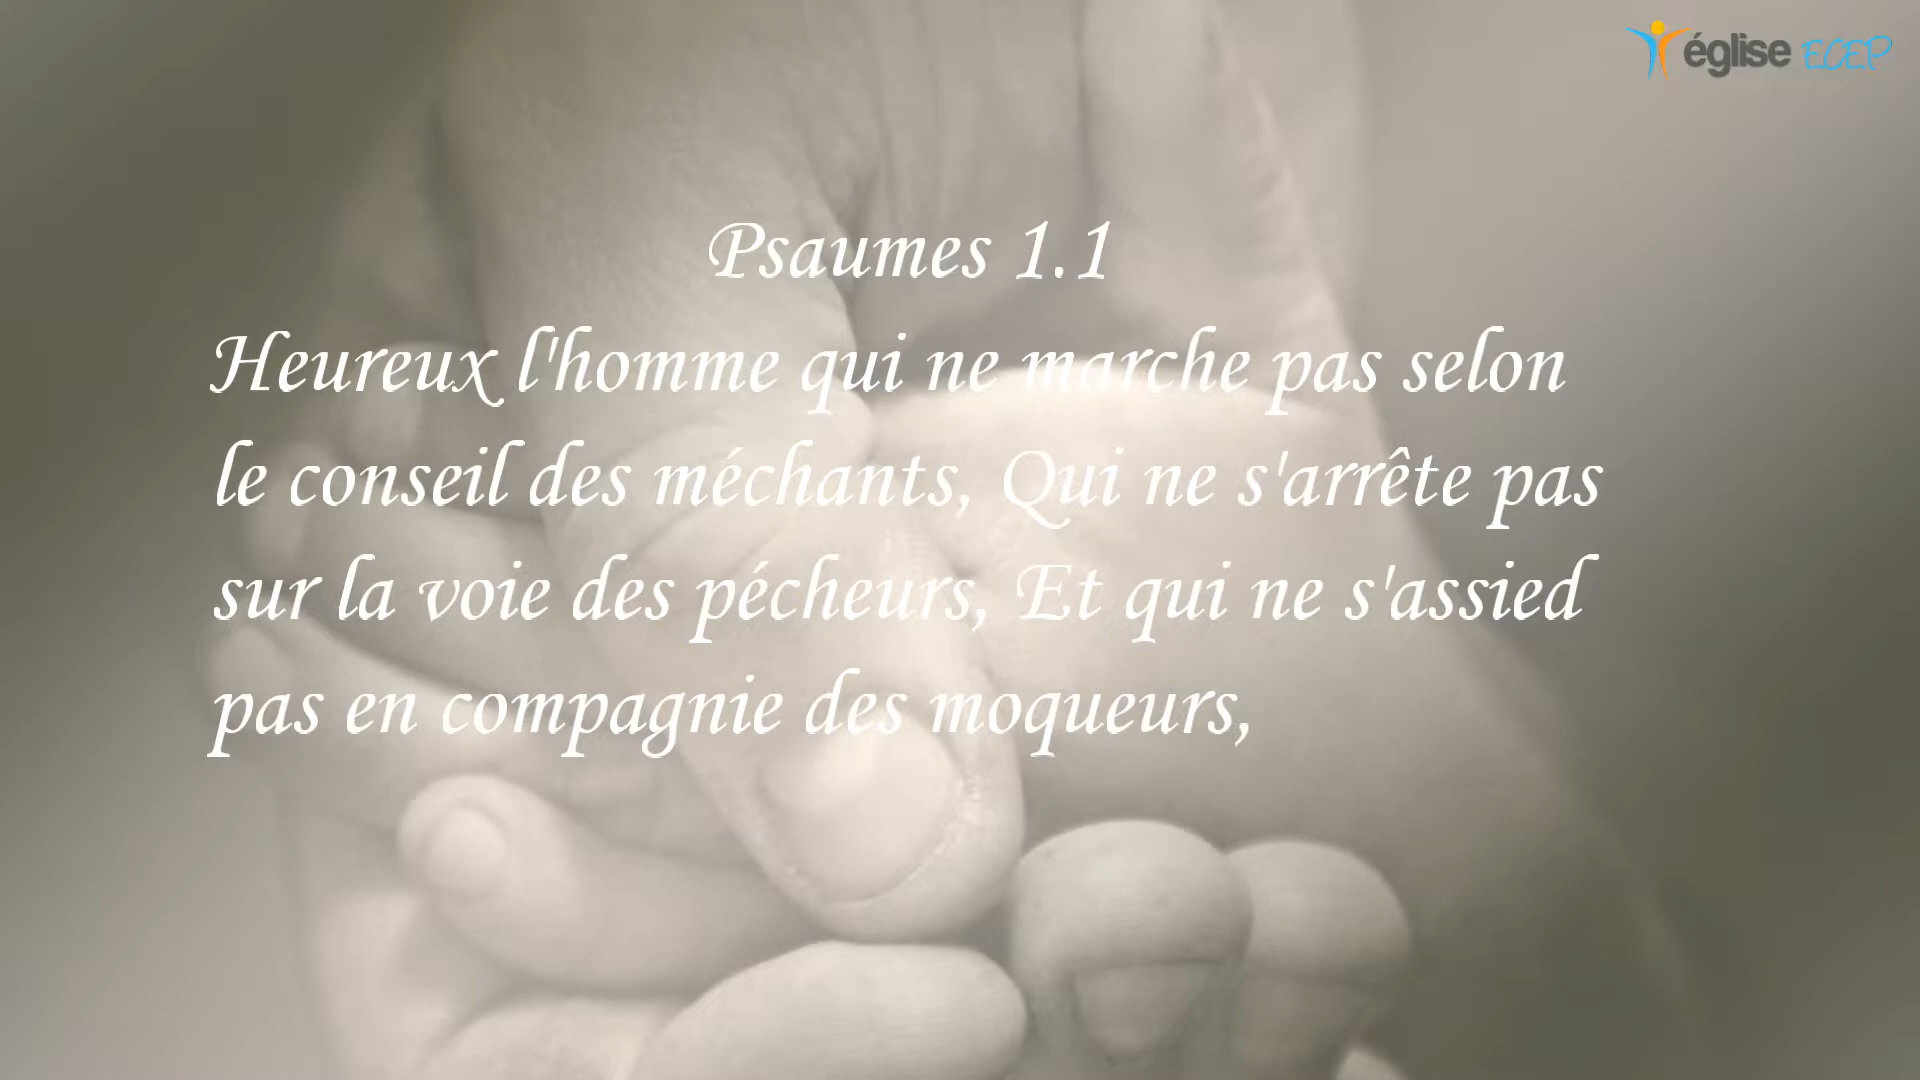 église ECEP
Psaumes 1.1
Heureux l'homme qui ne marche pas selon
le conseil des méchants, Qui ne s'arrête pas
sur la voie des pécheurs, Et qui ne s'assied
pas en compagnie des moqueurs,